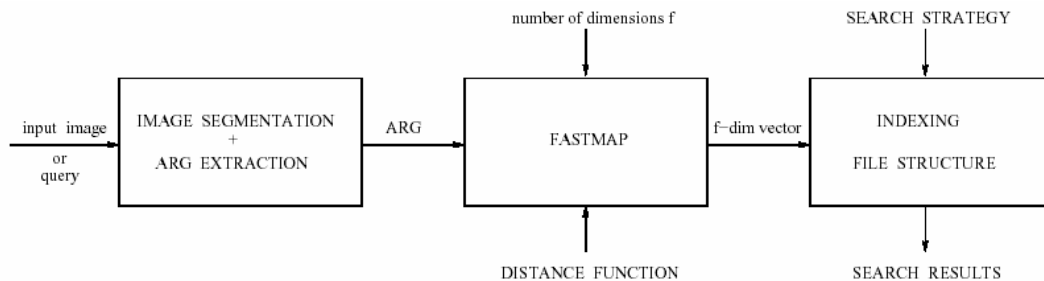 number of dimensions f
SEARCH STRATEGY
input image
or
query
IMAGE SEGMENTATION
+
ARG EXTRACTION
ARG
FASTMAP
f-dim vector
INDEXING
FILE STRUCTURE
DISTANCE FUNCTION
SEARCH RESULTS